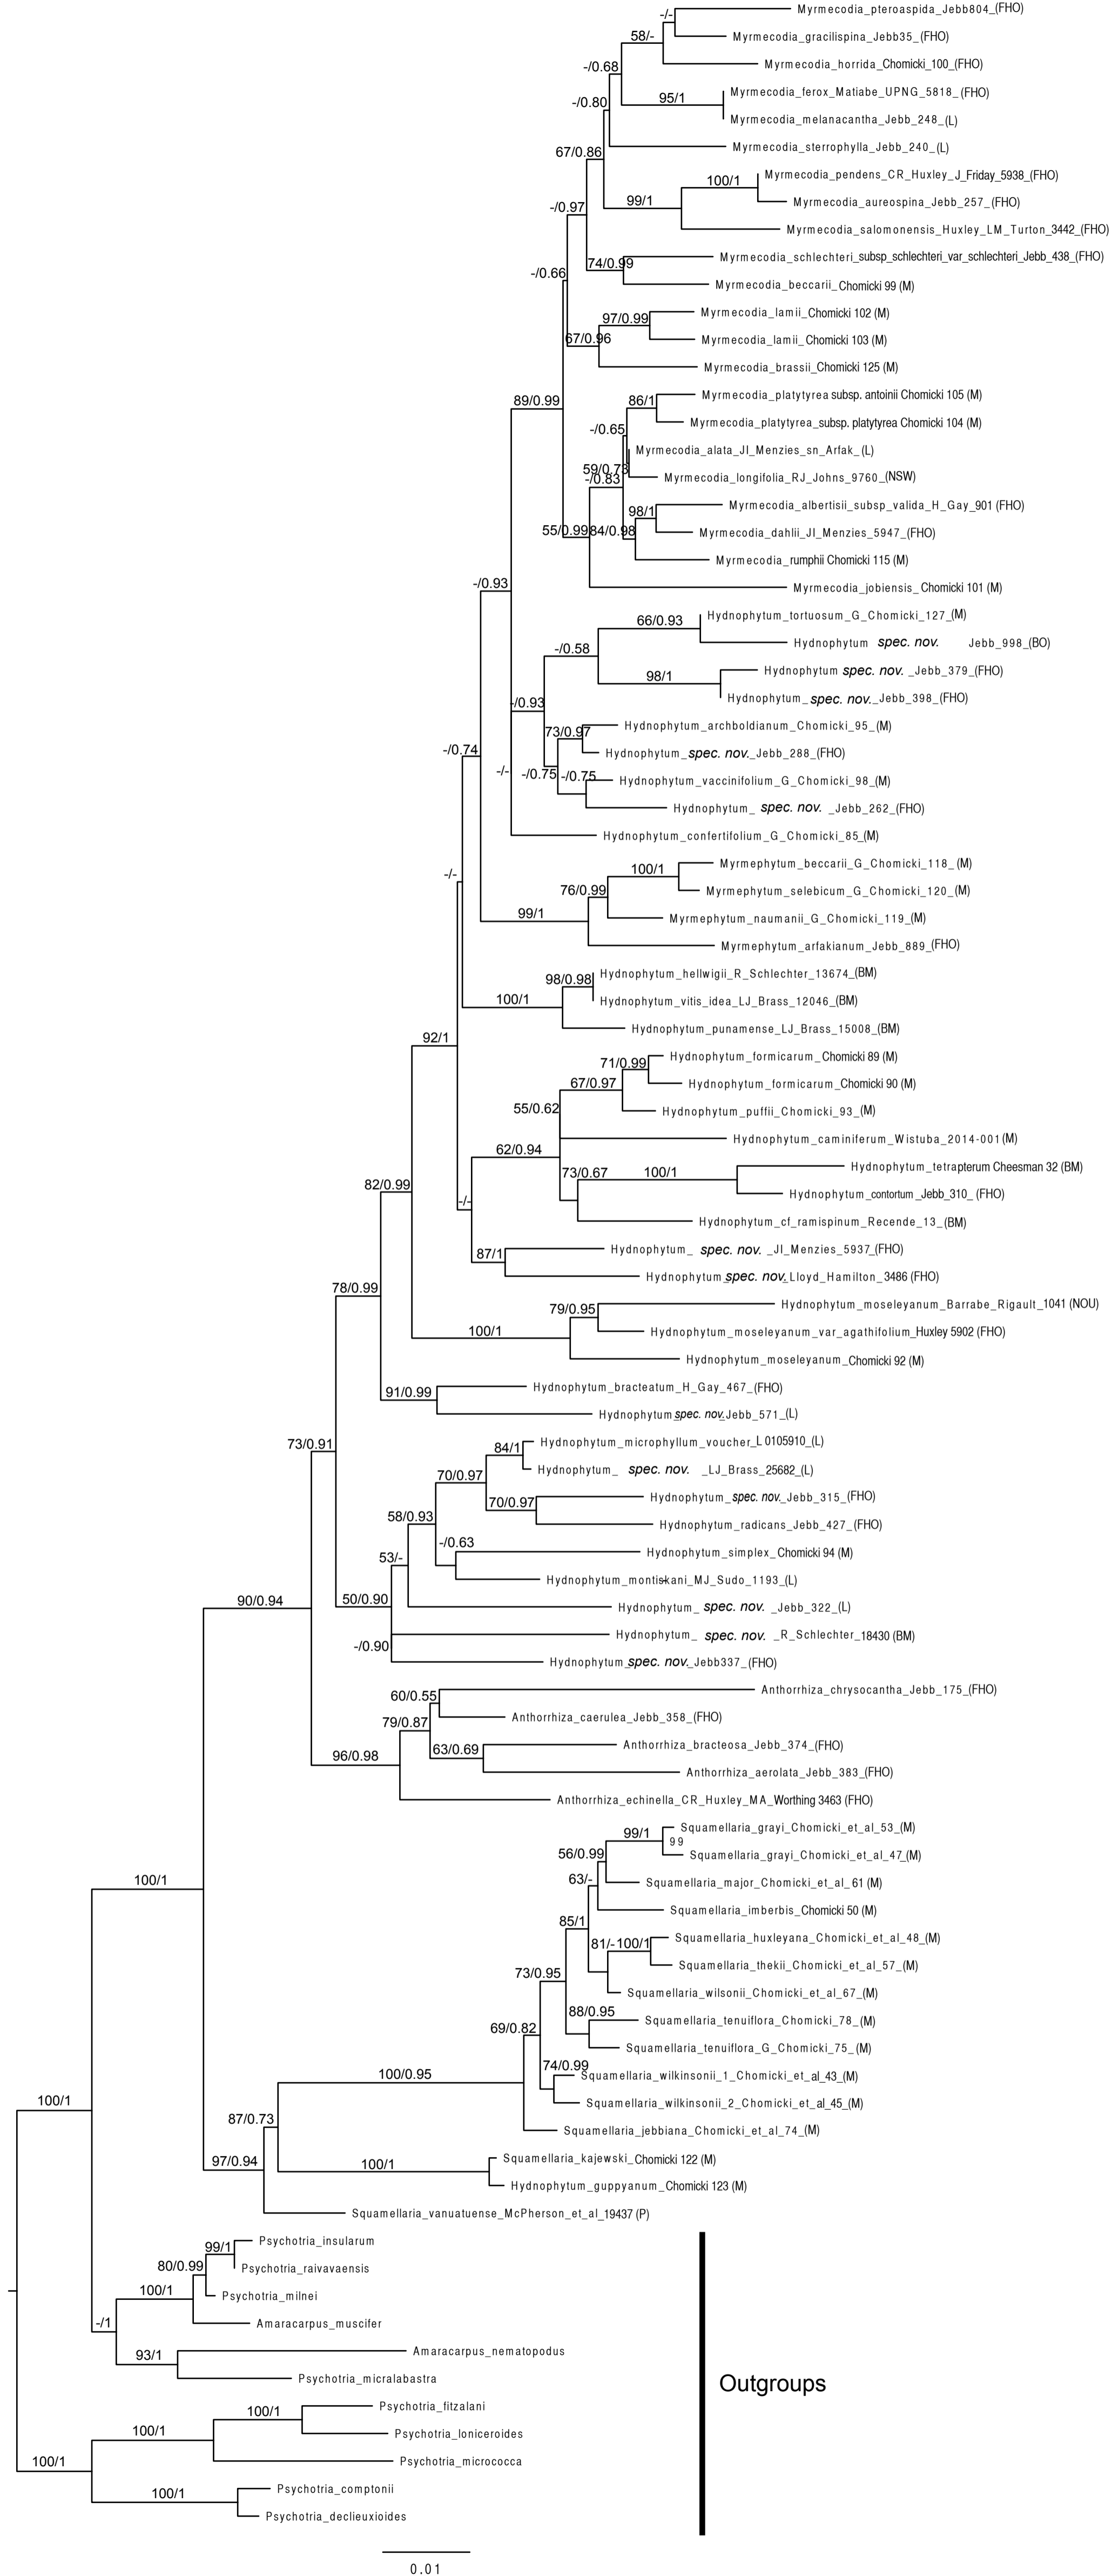 -/-
Myrmecodia_pteroaspida_Jebb804_(FHO)
58/-
Myrmecodia_gracilispina_Jebb35_(FHO)
Myrmecodia_horrida_Chomicki_100_(FHO)
-/0.68
Myrmecodia_ferox_Matiabe_UPNG_5818_(FHO)
95/1
-/0.80
Myrmecodia_melanacantha_Jebb_248_(L)
Myrmecodia_sterrophylla_Jebb_240_(L)
67/0.86
Myrmecodia_pendens_CR_Huxley_J_Friday_5938_(FHO)
100/1
Myrmecodia_aureospina_Jebb_257_(FHO)
99/1
-/0.97
Myrmecodia_salomonensis_Huxley_LM_Turton_3442_(FHO)
Myrmecodia_schlechteri_subsp_schlechteri_var_schlechteri_Jebb_438_(FHO)
74/0.99
-/0.66
Myrmecodia_beccarii_Chomicki 99 (M)
Myrmecodia_lamii_Chomicki 102 (M)
97/0.99
67/0.96
Myrmecodia_lamii_Chomicki 103 (M)
Myrmecodia_brassii_Chomicki 125 (M)
89/0.99
Myrmecodia_platytyrea subsp. antoinii Chomicki 105 (M)
86/1
Myrmecodia_platytyrea_subsp. platytyrea Chomicki 104 (M)
-/0.65
Myrmecodia_alata_JI_Menzies_sn_Arfak_(L)
59/0.73
-/0.83
Myrmecodia_longifolia_RJ_Johns_9760_(NSW)
Myrmecodia_albertisii_subsp_valida_H_Gay_901 (FHO)
98/1
55/0.99
84/0.98
Myrmecodia_dahlii_JI_Menzies_5947_(FHO)
Myrmecodia_rumphii Chomicki 115 (M)
-/0.93
Myrmecodia_jobiensis_Chomicki 101 (M)
Hydnophytum_tortuosum_G_Chomicki_127_(M)
66/0.93
Hydnophytum spec. nov. Jebb_998_(BO)
-/0.58
Hydnophytum spec. nov. _Jebb_379_(FHO)
98/1
-/0.93
Hydnophytum_spec. nov._Jebb_398_(FHO)
Hydnophytum_archboldianum_Chomicki_95_(M)
73/0.97
-/0.74
Hydnophytum_spec. nov._Jebb_288_(FHO)
-/-
-/0.75
-/0.75
Hydnophytum_vaccinifolium_G_Chomicki_98_(M)
Hydnophytum_ spec. nov. _Jebb_262_(FHO)
Hydnophytum_confertifolium_G_Chomicki_85_(M)
Myrmephytum_beccarii_G_Chomicki_118_(M)
100/1
-/-
76/0.99
Myrmephytum_selebicum_G_Chomicki_120_(M)
99/1
Myrmephytum_naumanii_G_Chomicki_119_(M)
Myrmephytum_arfakianum_Jebb_889_(FHO)
Hydnophytum_hellwigii_R_Schlechter_13674_(BM)
98/0.98
100/1
Hydnophytum_vitis_idea_LJ_Brass_12046_(BM)
Hydnophytum_punamense_LJ_Brass_15008_(BM)
92/1
Hydnophytum_formicarum_Chomicki 89 (M)
71/0.99
67/0.97
Hydnophytum_formicarum_Chomicki 90 (M)
55/0.62
Hydnophytum_puffii_Chomicki_93_(M)
Hydnophytum_caminiferum_Wistuba_2014-001 (M)
62/0.94
Hydnophytum_tetrapterum Cheesman 32 (BM)
73/0.67
100/1
82/0.99
Hydnophytum_contortum_Jebb_310_(FHO)
-/-
Hydnophytum_cf_ramispinum_Recende_13_(BM)
Hydnophytum_ spec. nov. _JI_Menzies_5937_(FHO)
87/1
Hydnophytum_spec. nov._Lloyd_Hamilton_3486 (FHO)
78/0.99
Hydnophytum_moseleyanum_Barrabe_Rigault_1041 (NOU)
79/0.95
100/1
Hydnophytum_moseleyanum_var_agathifolium_Huxley 5902 (FHO)
Hydnophytum_moseleyanum_Chomicki 92 (M)
Hydnophytum_bracteatum_H_Gay_467_(FHO)
91/0.99
Hydnophytum_spec. nov._Jebb_571_(L)
73/0.91
Hydnophytum_microphyllum_voucher_L 0105910_(L)
84/1
Hydnophytum_ spec. nov. _LJ_Brass_25682_(L)
70/0.97
Hydnophytum_spec. nov._Jebb_315_(FHO)
70/0.97
58/0.93
Hydnophytum_radicans_Jebb_427_(FHO)
-/0.63
Hydnophytum_simplex_Chomicki 94 (M)
53/-
Hydnophytum_montiskani_MJ_Sudo_1193_(L)
50/0.90
90/0.94
Hydnophytum_ spec. nov. _Jebb_322_(L)
Hydnophytum_ spec. nov. _R_Schlechter_18430 (BM)
-/0.90
Hydnophytum_spec. nov._Jebb337_(FHO)
Anthorrhiza_chrysocantha_Jebb_175_(FHO)
60/0.55
Anthorrhiza_caerulea_Jebb_358_(FHO)
79/0.87
Anthorrhiza_bracteosa_Jebb_374_(FHO)
63/0.69
96/0.98
Anthorrhiza_aerolata_Jebb_383_(FHO)
Anthorrhiza_echinella_CR_Huxley_MA_Worthing 3463 (FHO)
Squamellaria_grayi_Chomicki_et_al_53_(M)
99/1
99
Squamellaria_grayi_Chomicki_et_al_47_(M)
56/0.99
63/-
Squamellaria_major_Chomicki_et_al_61 (M)
100/1
Squamellaria_imberbis_Chomicki 50 (M)
85/1
Squamellaria_huxleyana_Chomicki_et_al_48_(M)
81/-
100/1
Squamellaria_thekii_Chomicki_et_al_57_(M)
73/0.95
Squamellaria_wilsonii_Chomicki_et_al_67_(M)
88/0.95
Squamellaria_tenuiflora_Chomicki_78_(M)
69/0.82
Squamellaria_tenuiflora_G_Chomicki_75_(M)
74/0.99
100/0.95
Squamellaria_wilkinsonii_1_Chomicki_et_al_43_(M)
100/1
Squamellaria_wilkinsonii_2_Chomicki_et_al_45_(M)
87/0.73
Squamellaria_jebbiana_Chomicki_et_al_74_(M)
97/0.94
100/1
Squamellaria_kajewski_Chomicki 122 (M)
Hydnophytum_guppyanum_Chomicki 123 (M)
Squamellaria_vanuatuense_McPherson_et_al_19437 (P)
Psychotria_insularum
99/1
80/0.99
Psychotria_raivavaensis
100/1
Psychotria_milnei
-/1
Amaracarpus_muscifer
Amaracarpus_nematopodus
93/1
Psychotria_micralabastra
Outgroups
Psychotria_fitzalani
100/1
100/1
Psychotria_loniceroides
100/1
Psychotria_micrococca
Psychotria_comptonii
100/1
Psychotria_declieuxioides
0.01